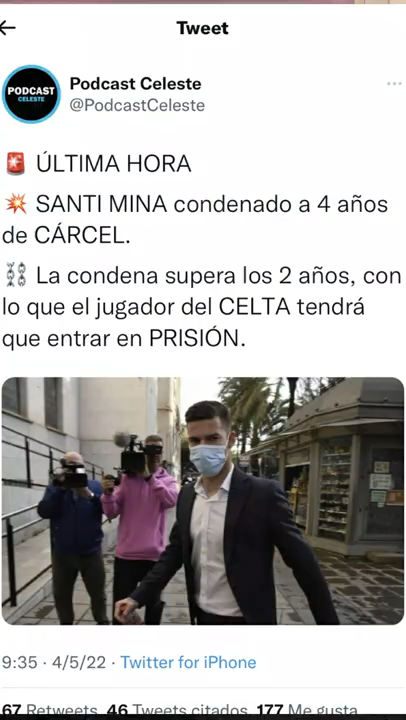 Tweet
PODCAST
CELESTE
Podcast Celeste
@PodcastCeleste
🚨 ÚLTIMA HORA
💥 SANTI MINA condenado a 4 años
de CÁRCEL.
⛓️ La condena supera los 2 años, con
lo que el jugador del CELTA tendrá
que entrar en PRISIÓN.
9:35 · 4/5/22 · Twitter for iPhone
67 Retweets 46 Tweets citados 177 Me gusta